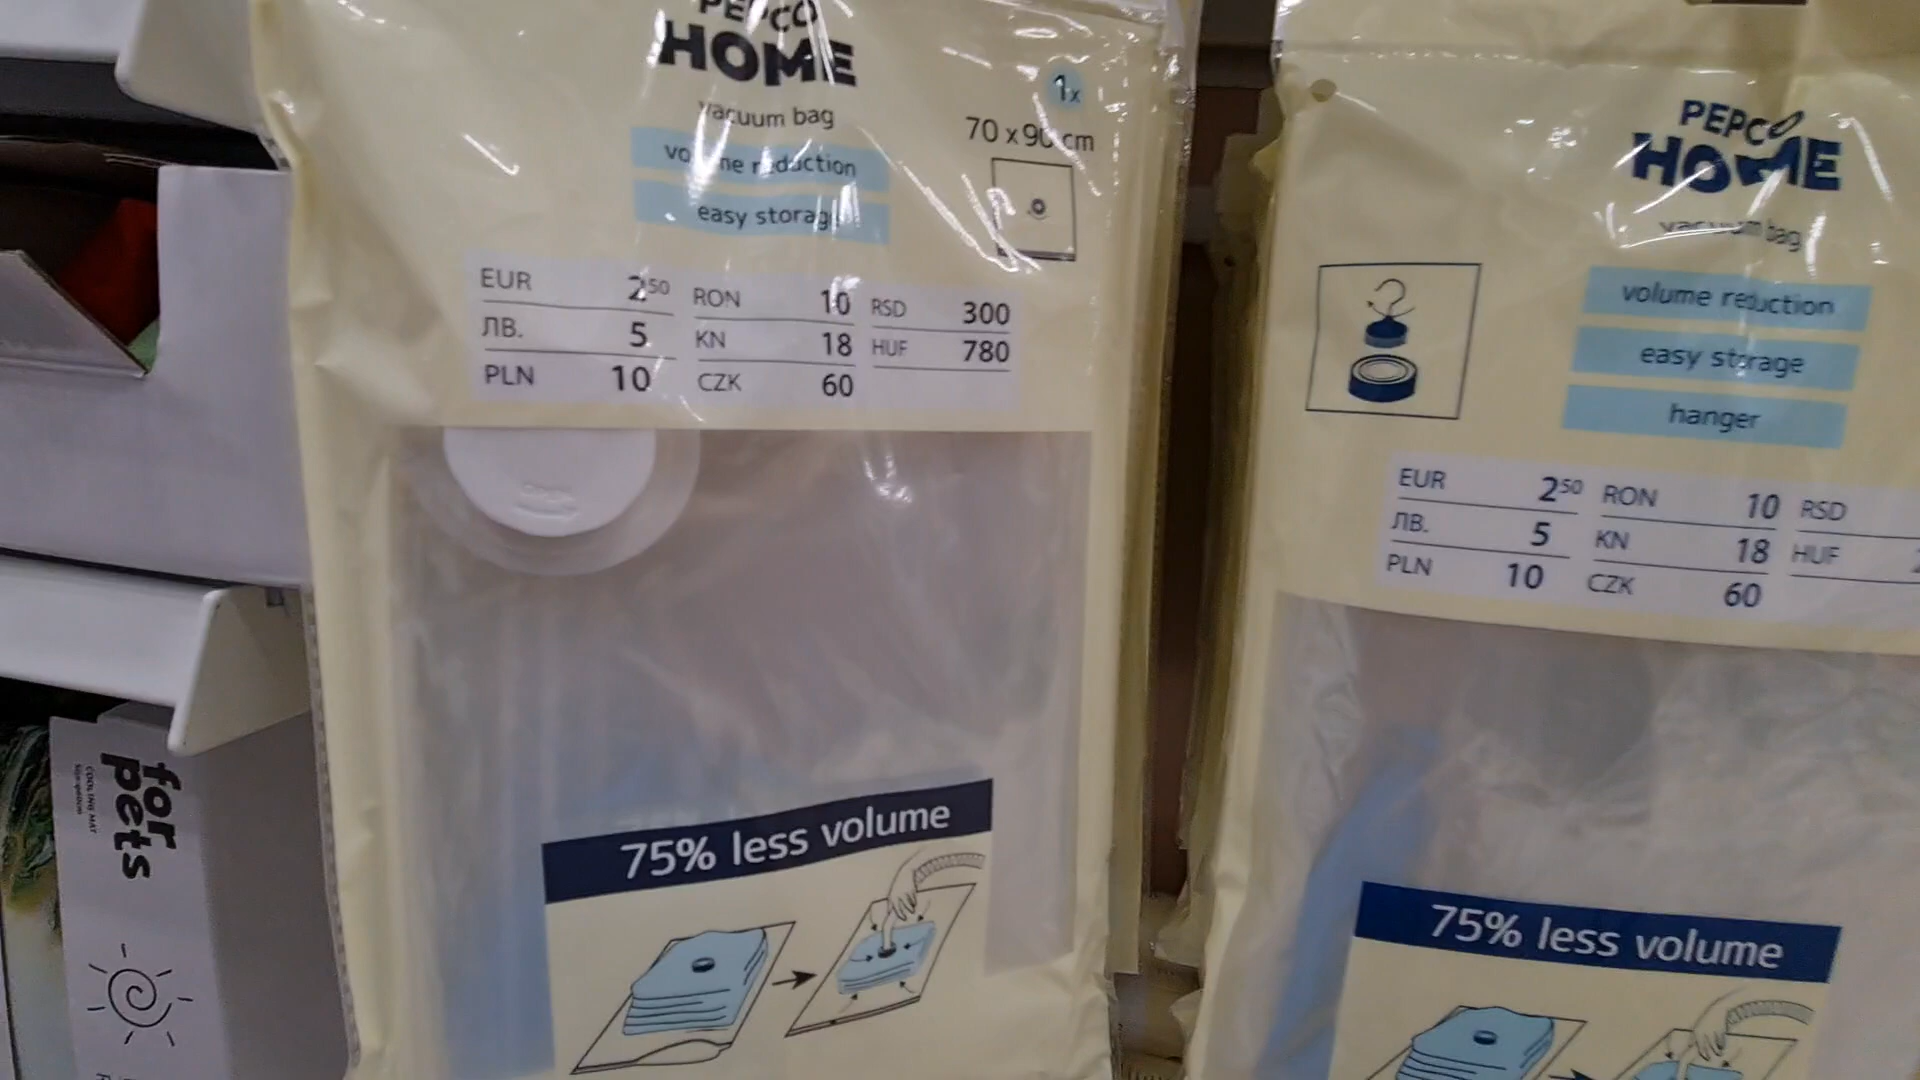 PEPCO
HOME
vacuum bag
1x
70 x 90 cm
volume reduction
easy storage
EUR 2,50
ЛВ. 5
PLN 10
RON 10
KN 18
CZK 60
RSD 300
HUF 780
75% less volume
PEPCO
HOME
vacuum bag
volume reduction
easy storage
hanger
EUR 2⁵⁰
ЛВ. 5
PLN 10
RON 10
KN 18
CZK 60
RSD
HUF
75% less volume
for
pets
COOLING MAT